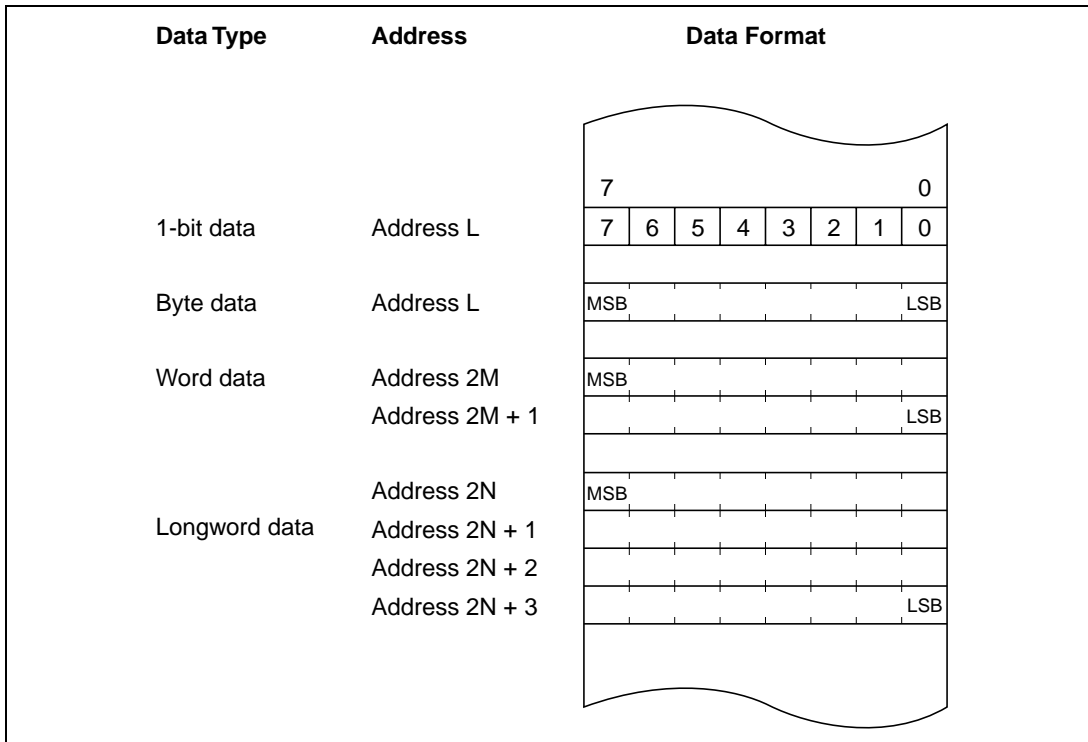 Data Type Address Data Format
7 0
1-bit data Address L 7 6 5 4 3 2 1 0
Byte data Address L MSB LSB
Word data Address 2M MSB
Address 2M + 1 LSB
Address 2N MSB
Longword data Address 2N + 1
Address 2N + 2
Address 2N + 3 LSB